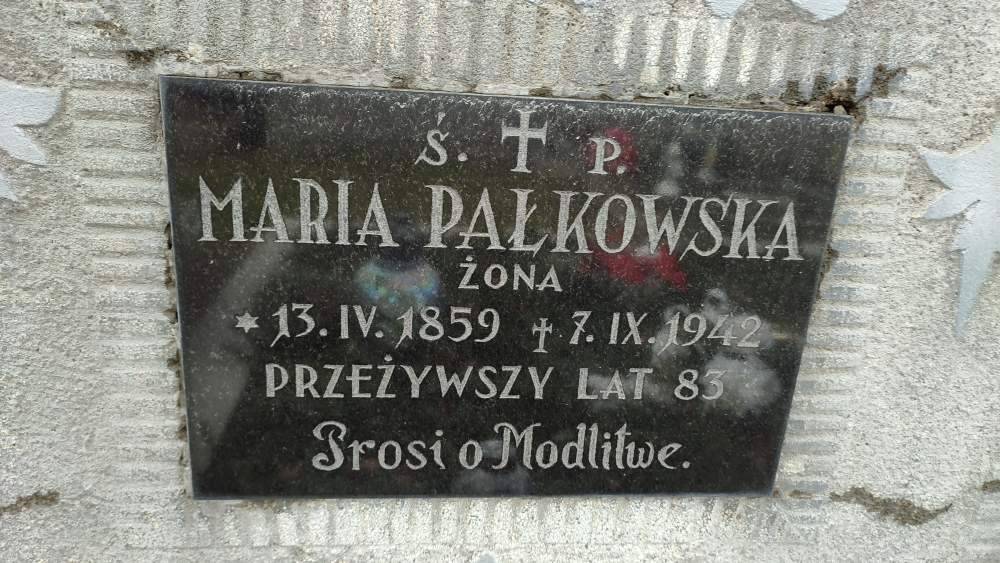 Ś. ✝ P.
MARIA PAŁKOWSKA
ŻONA
* 13. IV. 1859 ✝ 7. IX. 1942
PRZEŻYWSZY LAT 83
Prosi o Modlitwe.